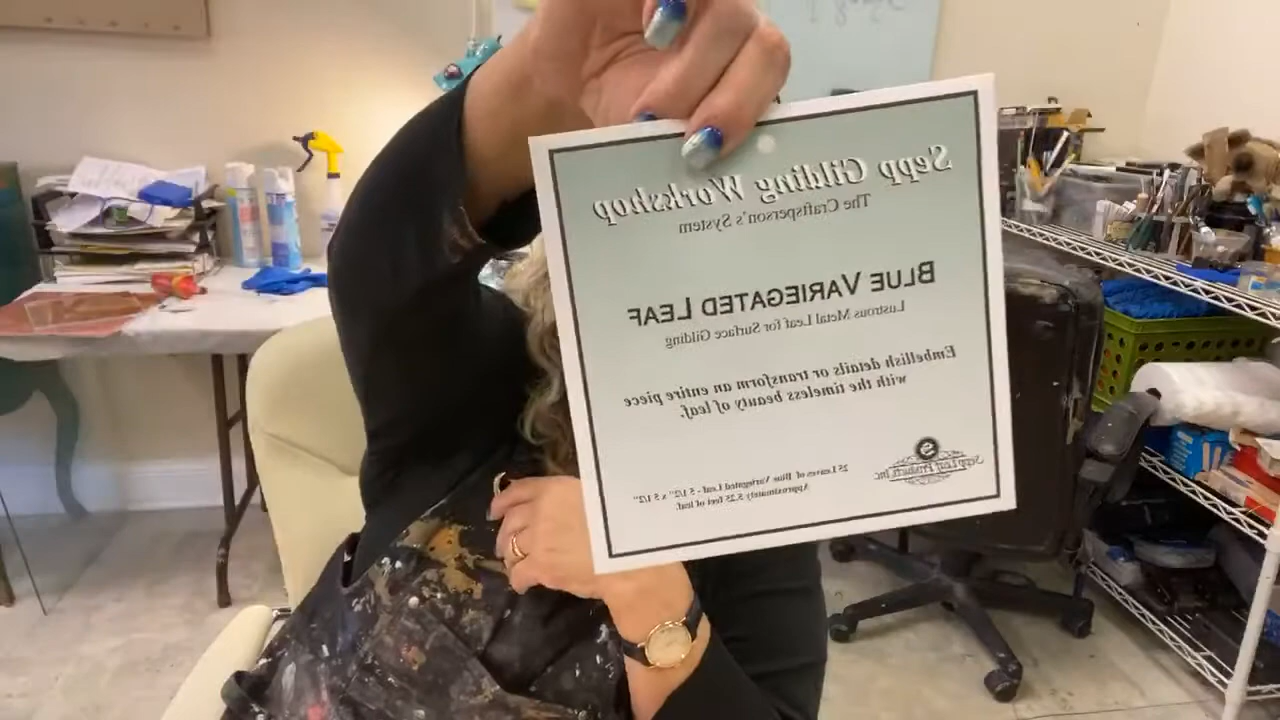 Sepp Gilding Workshop
The Craftsperson's System
BLUE VARIEGATED LEAF
Lustrous Metal Leaf for Surface Gilding
Embellish details or transform an entire piece
with the timeless beauty of leaf.
S
Sepp Leaf Products Inc.
25 Leaves of Blue Variegated Leaf - 5 1/2" x 5 1/2"
Approximately 5.25 feet of leaf.